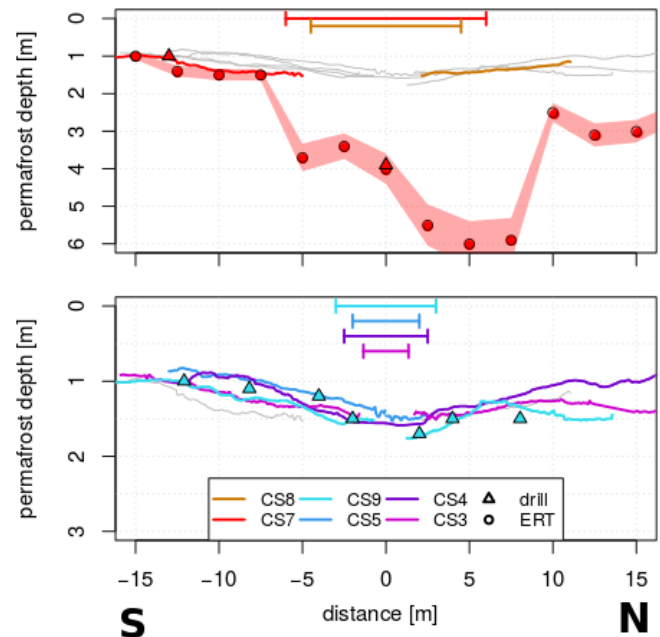 0
1
2
3
4
5
6
permafrost depth [m]
0
1
2
3
permafrost depth [m]
CS8 CS9 CS4 drill
CS7 CS5 CS3 ERT
−15 −10 −5 0 5 10 15
S distance [m] N